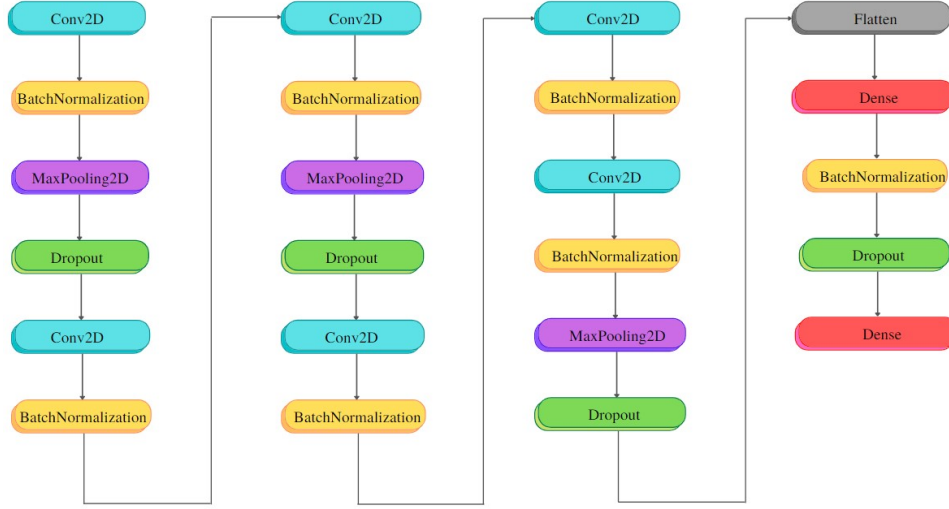 Conv2D
BatchNormalization
MaxPooling2D
Dropout
Conv2D
BatchNormalization
Conv2D
BatchNormalization
MaxPooling2D
Dropout
Conv2D
BatchNormalization
Conv2D
BatchNormalization
Conv2D
BatchNormalization
MaxPooling2D
Dropout
Flatten
Dense
BatchNormalization
Dropout
Dense